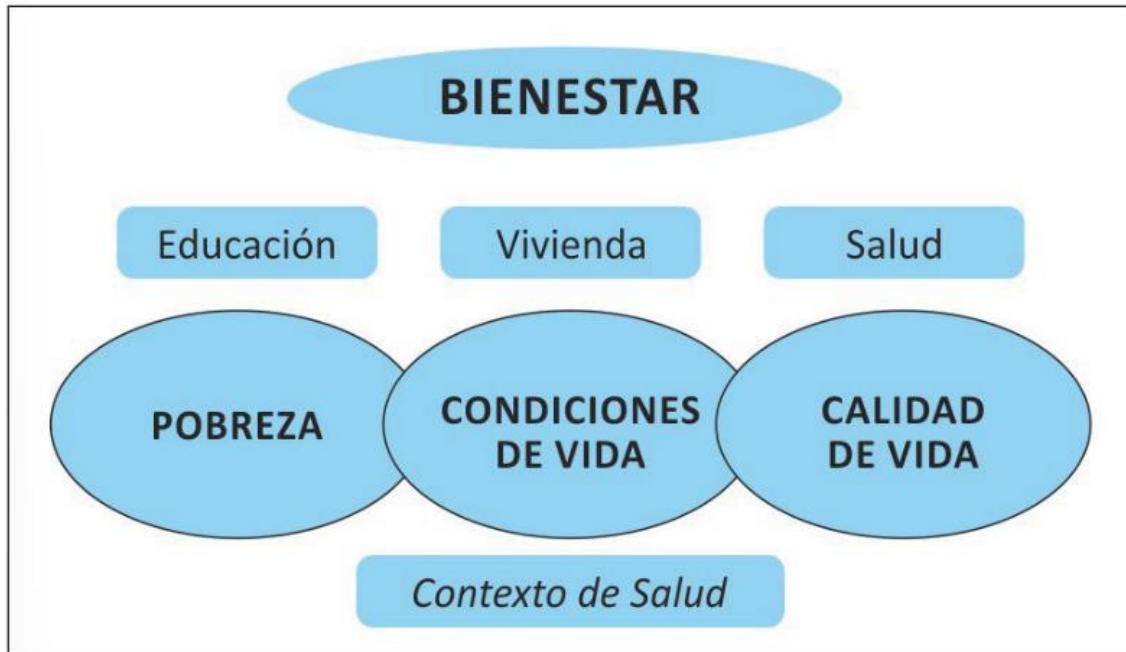 BIENESTAR
Educación
Vivienda
Salud
POBREZA
CONDICIONES
DE VIDA
CALIDAD
DE VIDA
Contexto de Salud